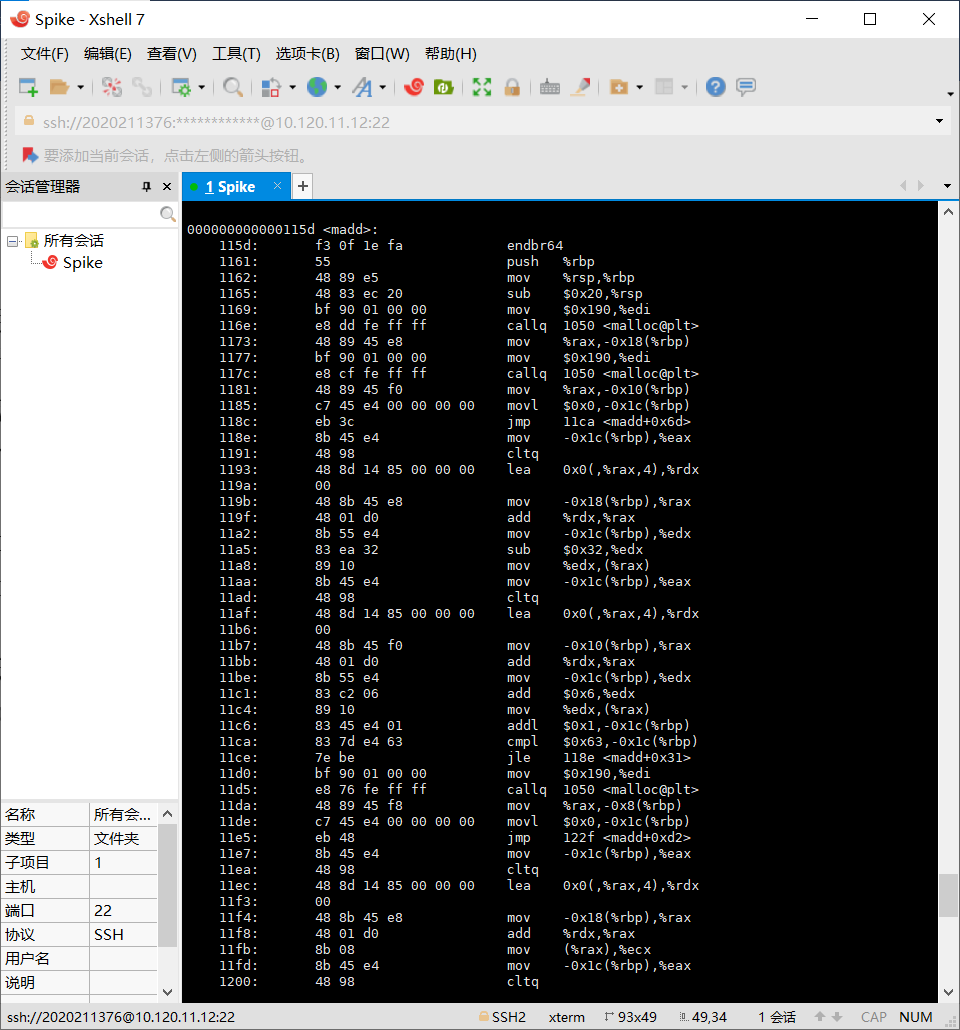 Spike - Xshell 7
文件(F) 编辑(E) 查看(V) 工具(T) 选项卡(B) 窗口(W) 帮助(H)
ssh://2020211376:************@10.120.11.12:22
要添加当前会话，点击左侧的箭头按钮。
会话管理器
1 Spike
所有会话
Spike
000000000000115d <madd>:
115d: f3 0f 1e fa endbr64
1161: 55 push %rbp
1162: 48 89 e5 mov %rsp,%rbp
1165: 48 83 ec 20 sub $0x20,%rsp
1169: bf 90 01 00 00 mov $0x190,%edi
116e: e8 dd fe ff ff callq 1050 <malloc@plt>
1173: 48 89 45 e8 mov %rax,-0x18(%rbp)
1177: bf 90 01 00 00 mov $0x190,%edi
117c: e8 cf fe ff ff callq 1050 <malloc@plt>
1181: 48 89 45 f0 mov %rax,-0x10(%rbp)
1185: c7 45 e4 00 00 00 00 movl $0x0,-0x1c(%rbp)
118c: eb 3c jmp 11ca <madd+0x6d>
118e: 8b 45 e4 mov -0x1c(%rbp),%eax
1191: 48 98 cltq
1193: 48 8d 14 85 00 00 00 lea 0x0(,%rax,4),%rdx
119a: 00
119b: 48 8b 45 e8 mov -0x18(%rbp),%rax
119f: 48 01 d0 add %rdx,%rax
11a2: 8b 55 e4 mov -0x1c(%rbp),%edx
11a5: 83 ea 32 sub $0x32,%edx
11a8: 89 10 mov %edx,(%rax)
11aa: 8b 45 e4 mov -0x1c(%rbp),%eax
11ad: 48 98 cltq
11af: 48 8d 14 85 00 00 00 lea 0x0(,%rax,4),%rdx
11b6: 00
11b7: 48 8b 45 f0 mov -0x10(%rbp),%rax
11bb: 48 01 d0 add %rdx,%rax
11be: 8b 55 e4 mov -0x1c(%rbp),%edx
11c1: 83 c2 06 add $0x6,%edx
11c4: 89 10 mov %edx,(%rax)
11c6: 83 45 e4 01 addl $0x1,-0x1c(%rbp)
11ca: 83 7d e4 63 cmpl $0x63,-0x1c(%rbp)
11ce: 7e be jle 118e <madd+0x31>
11d0: bf 90 01 00 00 mov $0x190,%edi
11d5: e8 76 fe ff ff callq 1050 <malloc@plt>
11da: 48 89 45 f8 mov %rax,-0x8(%rbp)
11de: c7 45 e4 00 00 00 00 movl $0x0,-0x1c(%rbp)
11e5: eb 48 jmp 122f <madd+0xd2>
11e7: 8b 45 e4 mov -0x1c(%rbp),%eax
11ea: 48 98 cltq
11ec: 48 8d 14 85 00 00 00 lea 0x0(,%rax,4),%rdx
11f3: 00
11f4: 48 8b 45 e8 mov -0x18(%rbp),%rax
11f8: 48 01 d0 add %rdx,%rax
11fb: 8b 08 mov (%rax),%ecx
11fd: 8b 45 e4 mov -0x1c(%rbp),%eax
1200: 48 98 cltq
名称 所有会...
类型 文件夹
子项目 1
主机
端口 22
协议 SSH
用户名
说明
ssh://2020211376@10.120.11.12:22 SSH2 xterm 93x49 49,34 1 会话 CAP NUM